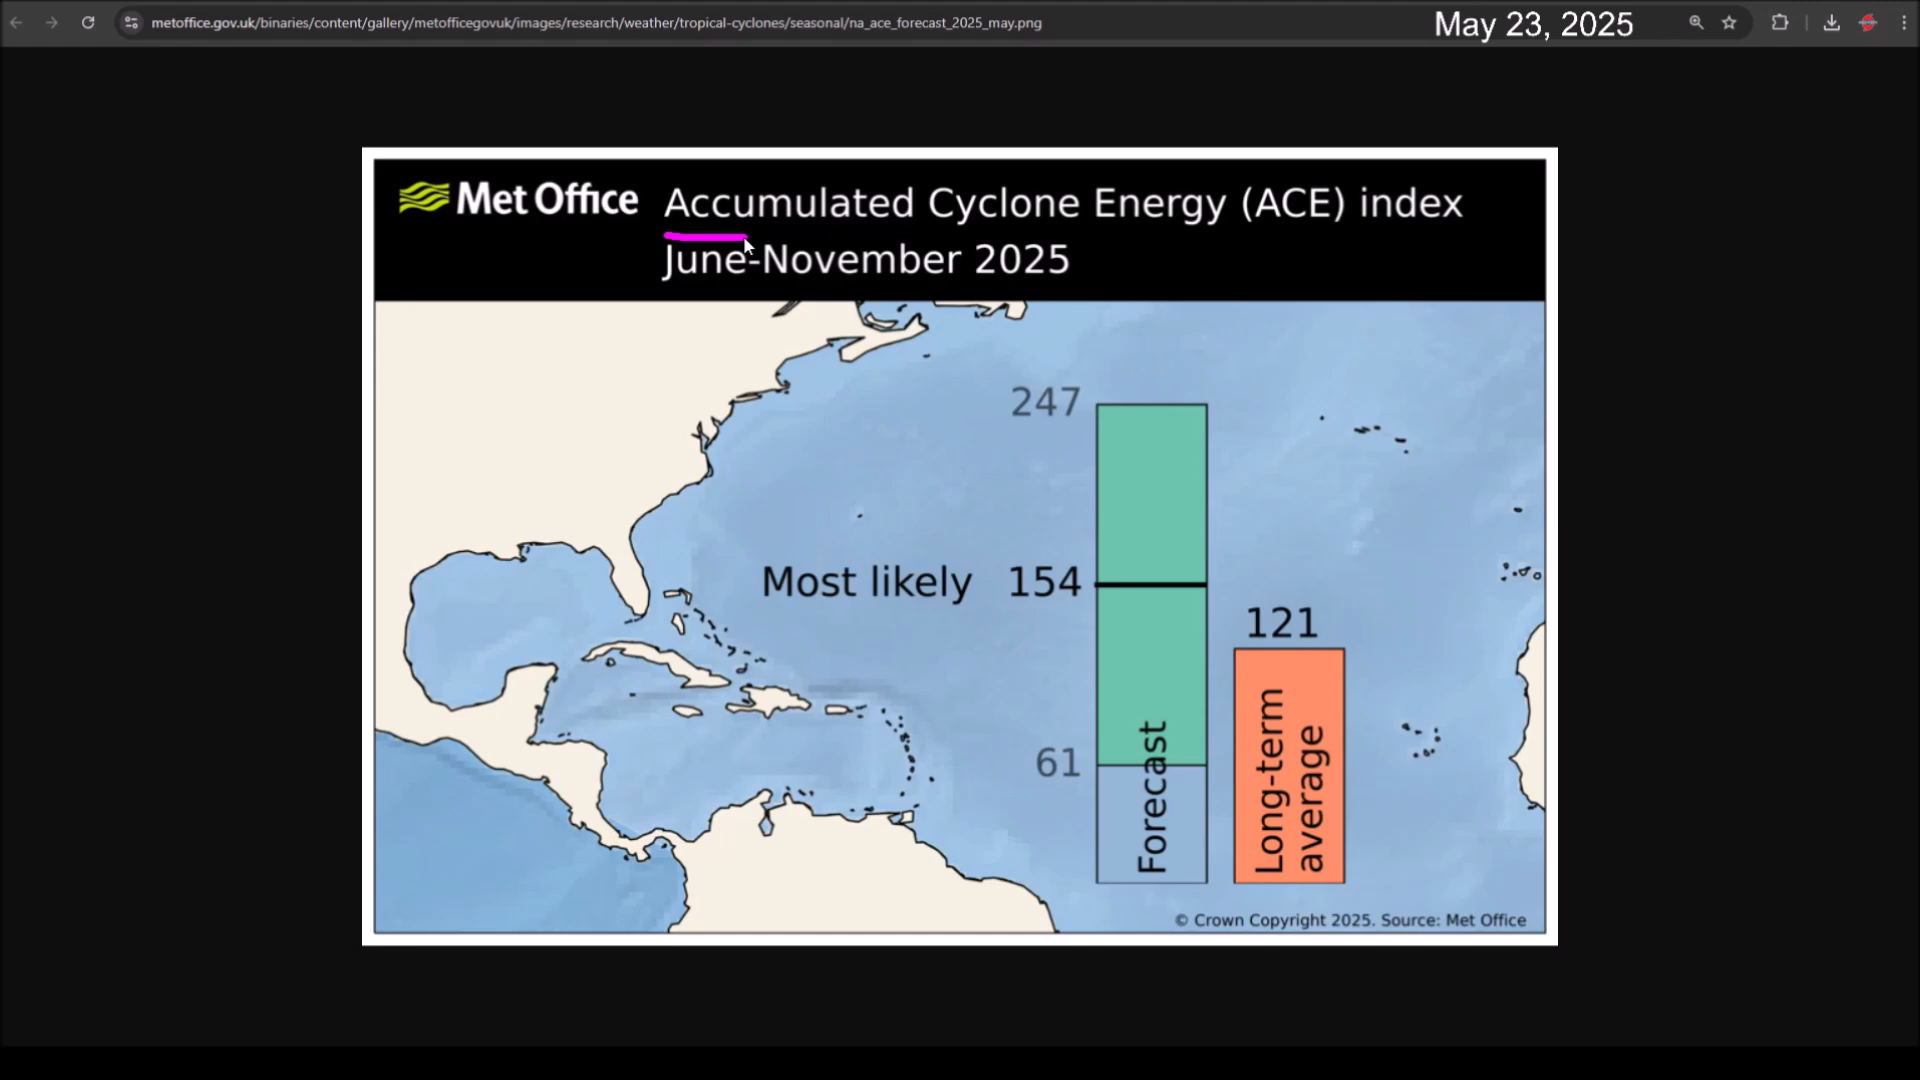 metoffice.gov.uk/binaries/content/gallery/metofficegovuk/images/research/weather/tropical-cyclones/seasonal/na_ace_forecast_2025_may.png
May 23, 2025
Met Office
Accumulated Cyclone Energy (ACE) index
June-November 2025
247
Most likely 154
121
61
Forecast
Long-term
average
© Crown Copyright 2025. Source: Met Office